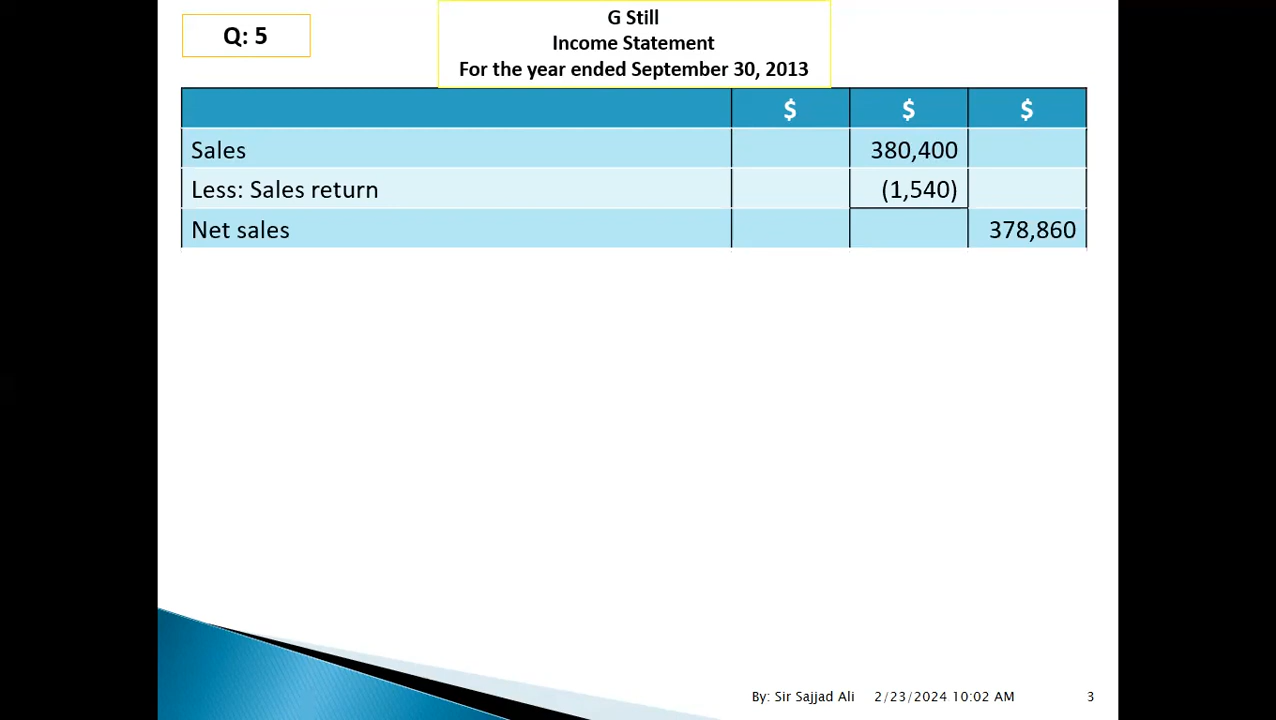 Q: 5
G Still
Income Statement
For the year ended September 30, 2013
$ $ $
Sales 380,400
Less: Sales return (1,540)
Net sales 378,860
By: Sir Sajjad Ali 2/23/2024 10:02 AM 3